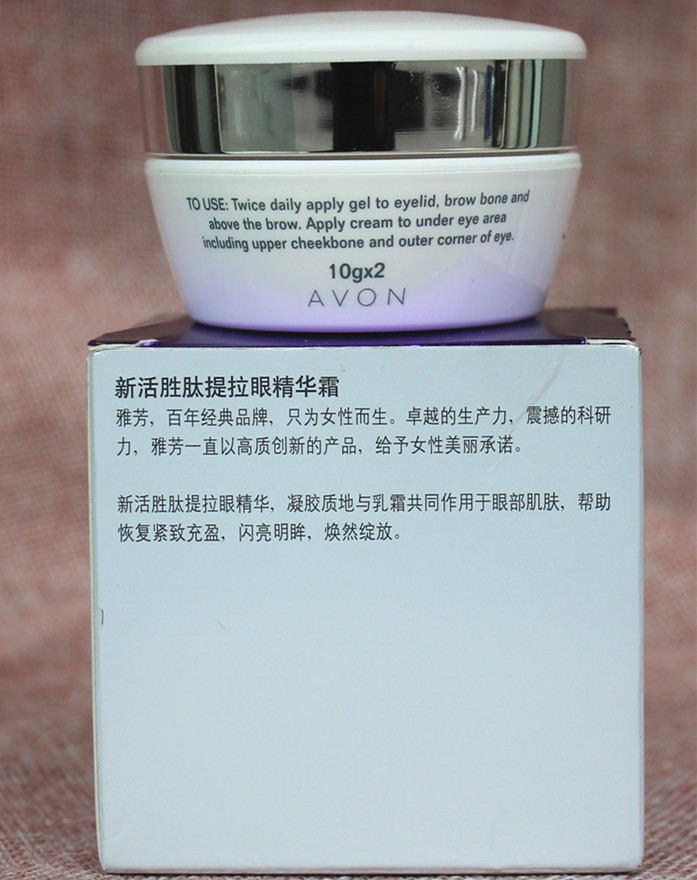 TO USE: Twice daily apply gel to eyelid, brow bone and
above the brow. Apply cream to under eye area
including upper cheekbone and outer corner of eye.
10gx2
AVON
新活胜肽提拉眼精华霜
雅芳，百年经典品牌，只为女性而生。卓越的生产力，震撼的科研
力，雅芳一直以高质创新的产品，给予女性美丽承诺。
新活胜肽提拉眼精华，凝胶质地与乳霜共同作用于眼部肌肤，帮助
恢复紧致充盈，闪亮明眸，焕然绽放。